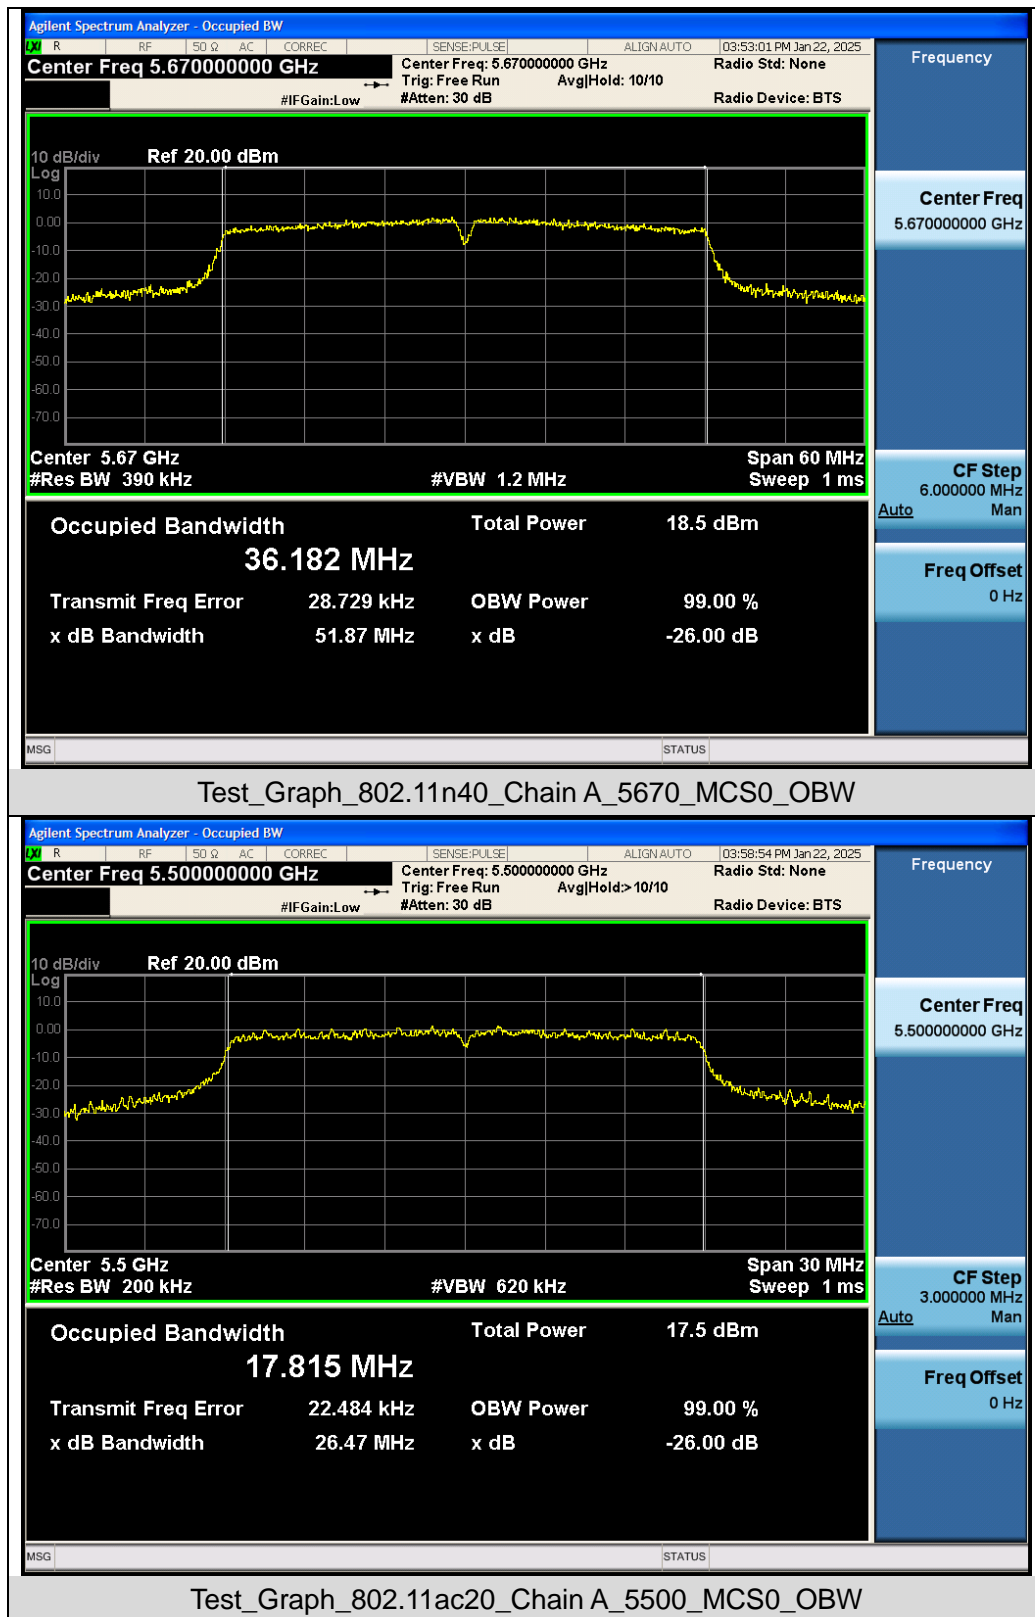 Agilent Spectrum Analyzer - Occupied BW
LXI R RF 50 Ω AC CORREC SENSE:PULSE ALIGN AUTO 03:53:01 PM Jan 22, 2025
Center Freq 5.670000000 GHz
Center Freq: 5.670000000 GHz Radio Std: None
Trig: Free Run Avg|Hold: 10/10
#IFGain:Low #Atten: 30 dB Radio Device: BTS
10 dB/div Ref 20.00 dBm
Log
10.0
0.00
-10.0
-20.0
-30.0
-40.0
-50.0
-60.0
-70.0
Center 5.67 GHz Span 60 MHz
#Res BW 390 kHz #VBW 1.2 MHz Sweep 1 ms
Occupied Bandwidth Total Power 18.5 dBm
36.182 MHz
Transmit Freq Error 28.729 kHz OBW Power 99.00 %
x dB Bandwidth 51.87 MHz x dB -26.00 dB
MSG STATUS
Frequency
Center Freq
5.670000000 GHz
CF Step
6.000000 MHz
Auto Man
Freq Offset
0 Hz
Test_Graph_802.11n40_Chain A_5670_MCS0_OBW
Agilent Spectrum Analyzer - Occupied BW
LXI R RF 50 Ω AC CORREC SENSE:PULSE ALIGN AUTO 03:58:54 PM Jan 22, 2025
Center Freq 5.500000000 GHz
Center Freq: 5.500000000 GHz Radio Std: None
Trig: Free Run Avg|Hold:> 10/10
#IFGain:Low #Atten: 30 dB Radio Device: BTS
10 dB/div Ref 20.00 dBm
Log
10.0
0.00
-10.0
-20.0
-30.0
-40.0
-50.0
-60.0
-70.0
Center 5.5 GHz Span 30 MHz
#Res BW 200 kHz #VBW 620 kHz Sweep 1 ms
Occupied Bandwidth Total Power 17.5 dBm
17.815 MHz
Transmit Freq Error 22.484 kHz OBW Power 99.00 %
x dB Bandwidth 26.47 MHz x dB -26.00 dB
MSG STATUS
Frequency
Center Freq
5.500000000 GHz
CF Step
3.000000 MHz
Auto Man
Freq Offset
0 Hz
Test_Graph_802.11ac20_Chain A_5500_MCS0_OBW